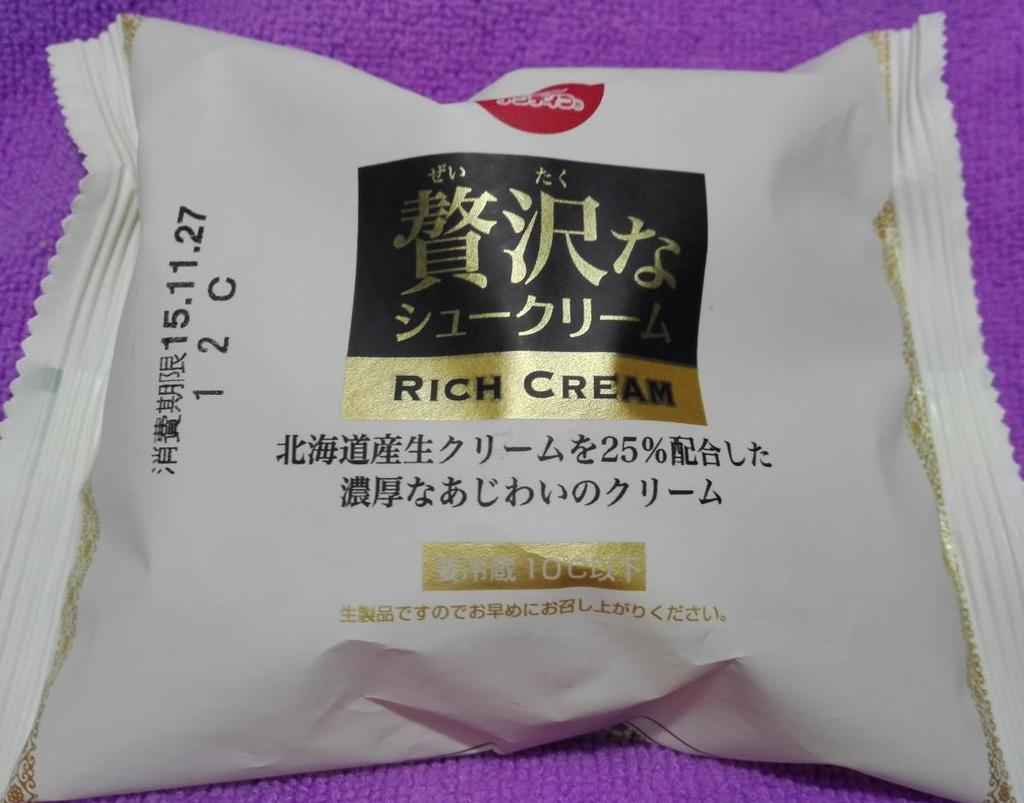 ぜい たく
贅沢な
シュークリーム
RICH CREAM
北海道産生クリームを25%配合した
濃厚なあじわいのクリーム
要冷蔵10℃以下
生製品ですのでお早めにお召し上がりください。
消費期限15.11.27
12C